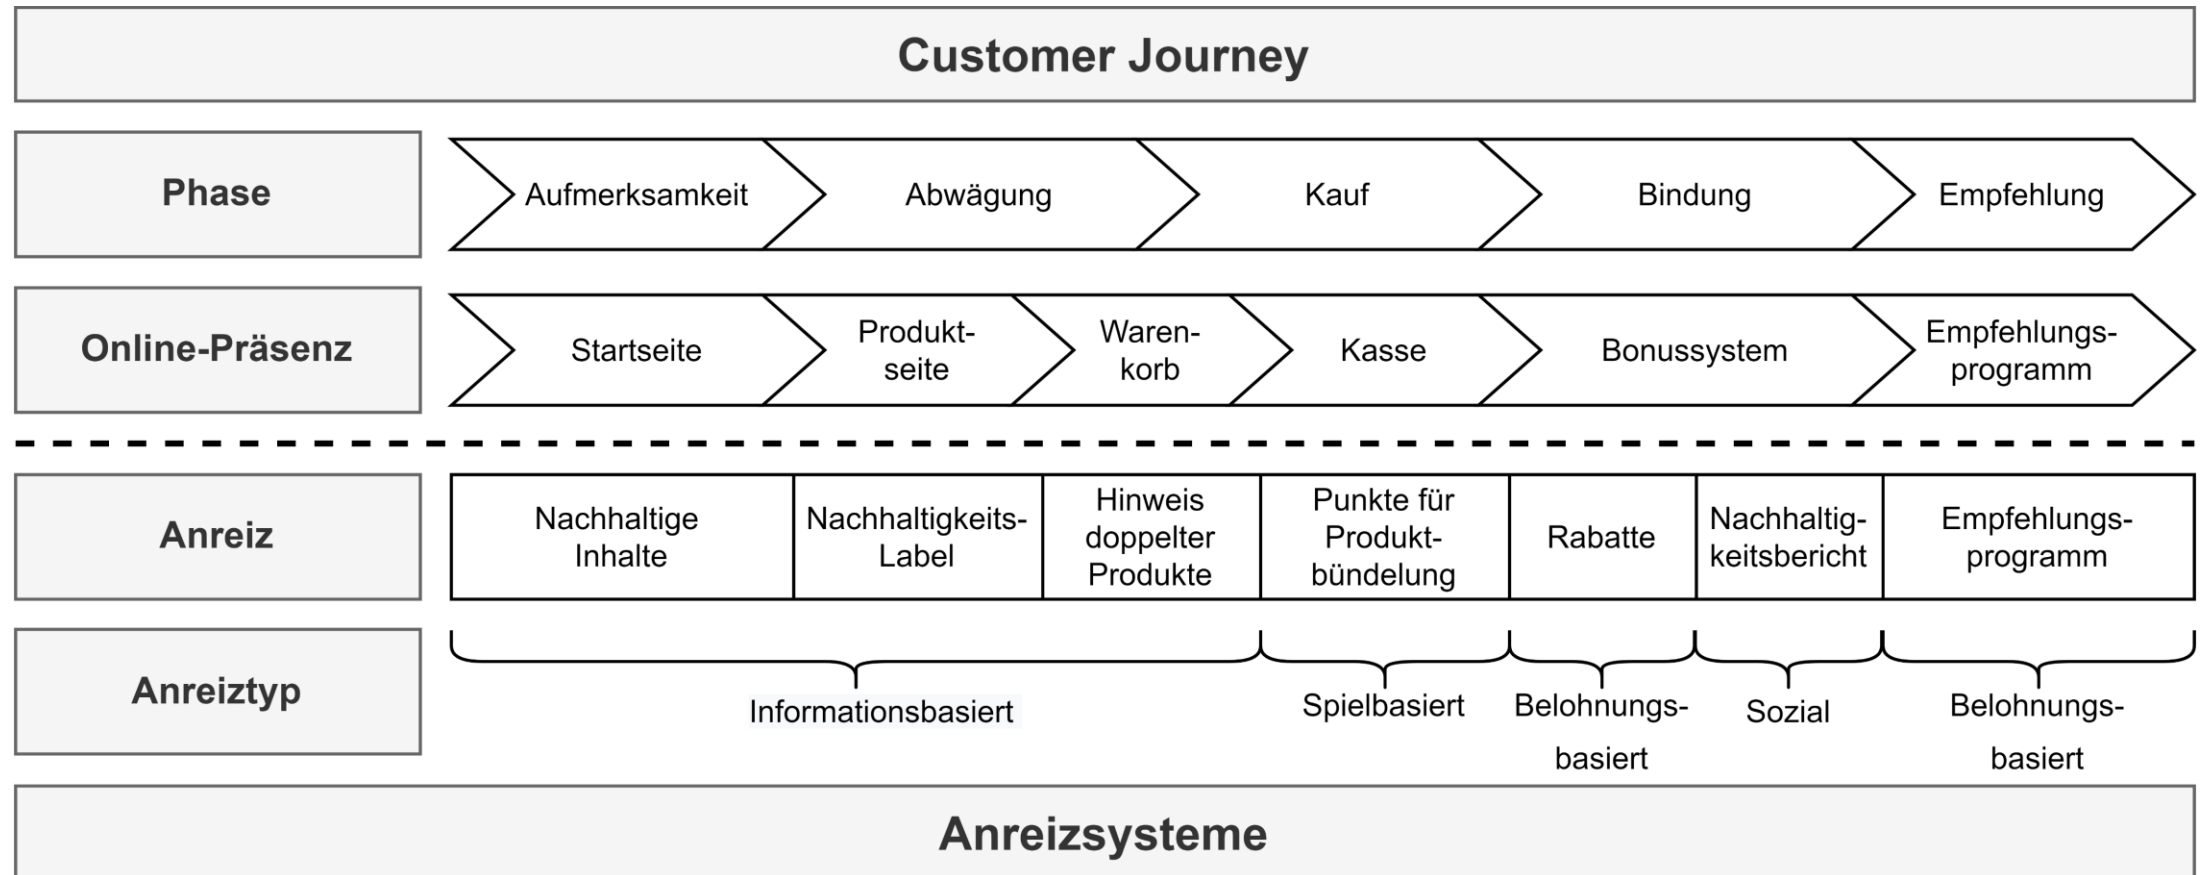 Customer Journey
Phase
Aufmerksamkeit
Abwägung
Kauf
Bindung
Empfehlung
Online-Präsenz
Startseite
Produkt-
seite
Waren-
korb
Kasse
Bonussystem
Empfehlungs-
programm
Anreiz
Nachhaltige
Inhalte
Nachhaltigkeits-
Label
Hinweis
doppelter
Produkte
Punkte für
Produkt-
bündelung
Rabatte
Nachhaltig-
keitsbericht
Empfehlungs-
programm
Anreiztyp
Informationsbasiert
Spielbasiert
Belohnungs-
basiert
Sozial
Belohnungs-
basiert
Anreizsysteme